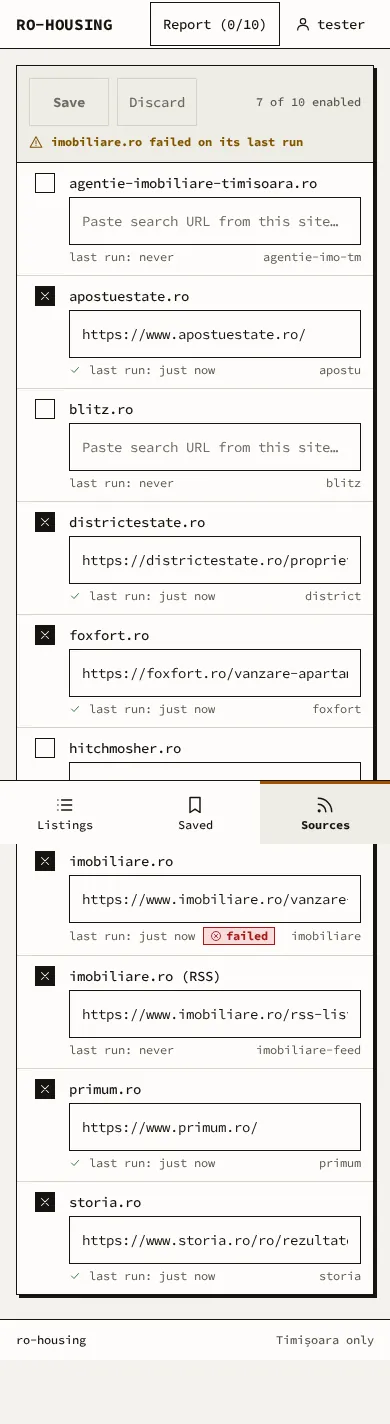 RO-HOUSING
Report (0/10)
tester
Save
Discard
7 of 10 enabled
imobiliare.ro failed on its last run
agentie-imobiliare-timisoara.ro
Paste search URL from this site…
last run: never
agentie-imo-tm
apostuestate.ro
https://www.apostuestate.ro/
last run: just now
apostu
blitz.ro
Paste search URL from this site…
last run: never
blitz
districtestate.ro
https://districtestate.ro/propriet
last run: just now
district
foxfort.ro
https://foxfort.ro/vanzare-apartam
last run: just now
foxfort
hitchmosher.ro
Listings
Saved
Sources
imobiliare.ro
https://www.imobiliare.ro/vanzare-
last run: just now
failed
imobiliare
imobiliare.ro (RSS)
https://www.imobiliare.ro/rss-list
last run: never
imobiliare-feed
primum.ro
https://www.primum.ro/
last run: just now
primum
storia.ro
https://www.storia.ro/ro/rezultate
last run: just now
storia
ro-housing
Timișoara only